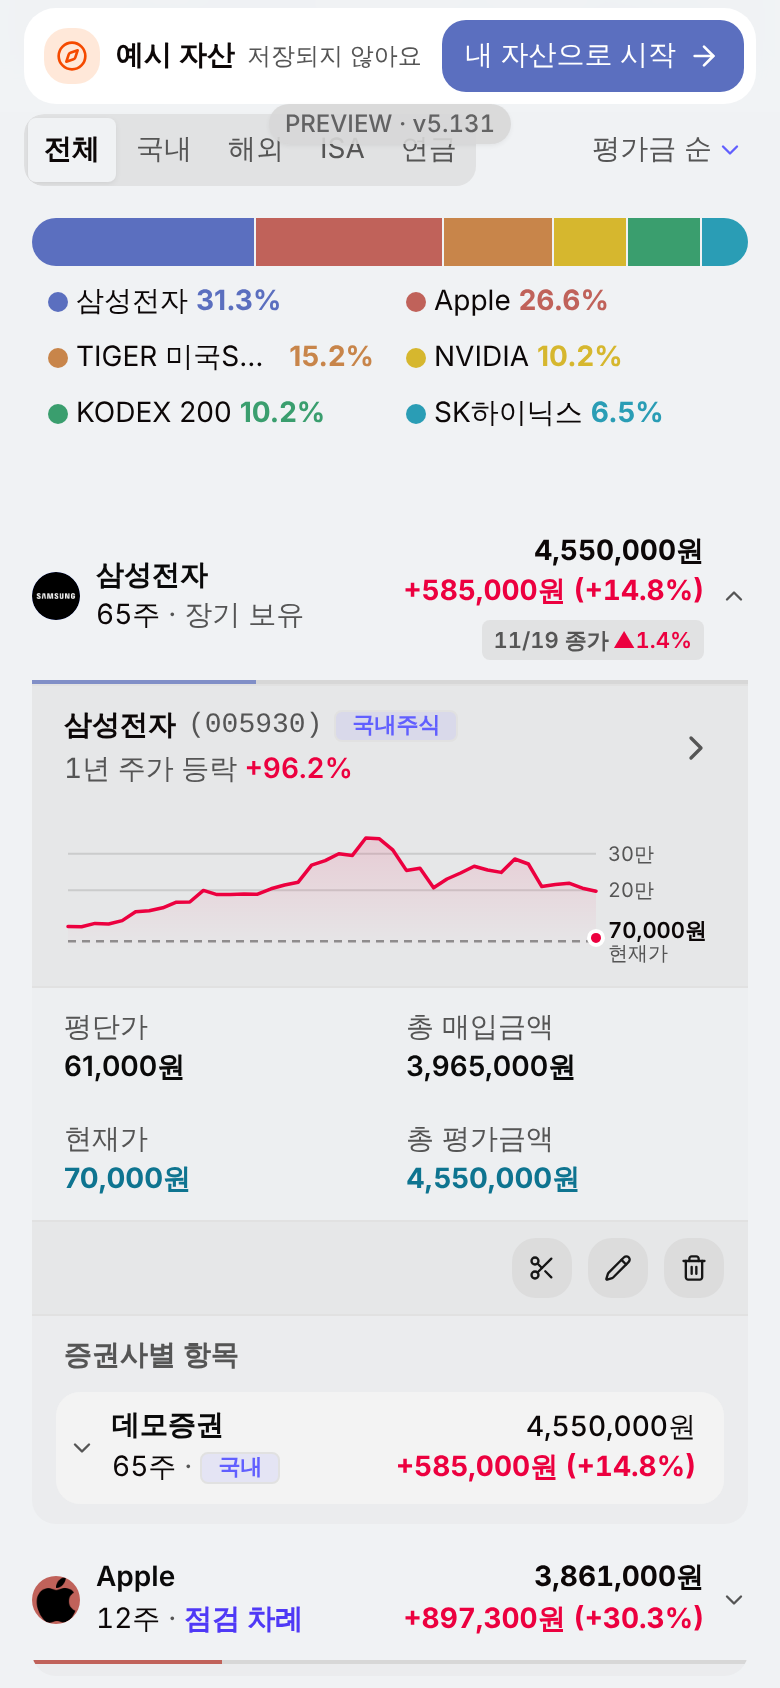 예시 자산 저장되지 않아요 내 자산으로 시작
PREVIEW · v5.131
전체 국내 해외 ISA 연금 평가금 순
삼성전자 31.3% Apple 26.6%
TIGER 미국S... 15.2% NVIDIA 10.2%
KODEX 200 10.2% SK하이닉스 6.5%
4,550,000원
SAMSUNG 삼성전자
+585,000원 (+14.8%)
65주 · 장기 보유
11/19 종가 ▲1.4%
삼성전자 (005930) 국내주식
1년 주가 등락 +96.2%
30만
20만
70,000원
현재가
평단가 총 매입금액
61,000원 3,965,000원
현재가 총 평가금액
70,000원 4,550,000원
증권사별 항목
데모증권 4,550,000원
65주 · 국내 +585,000원 (+14.8%)
Apple 3,861,000원
12주 · 점검 차례 +897,300원 (+30.3%)